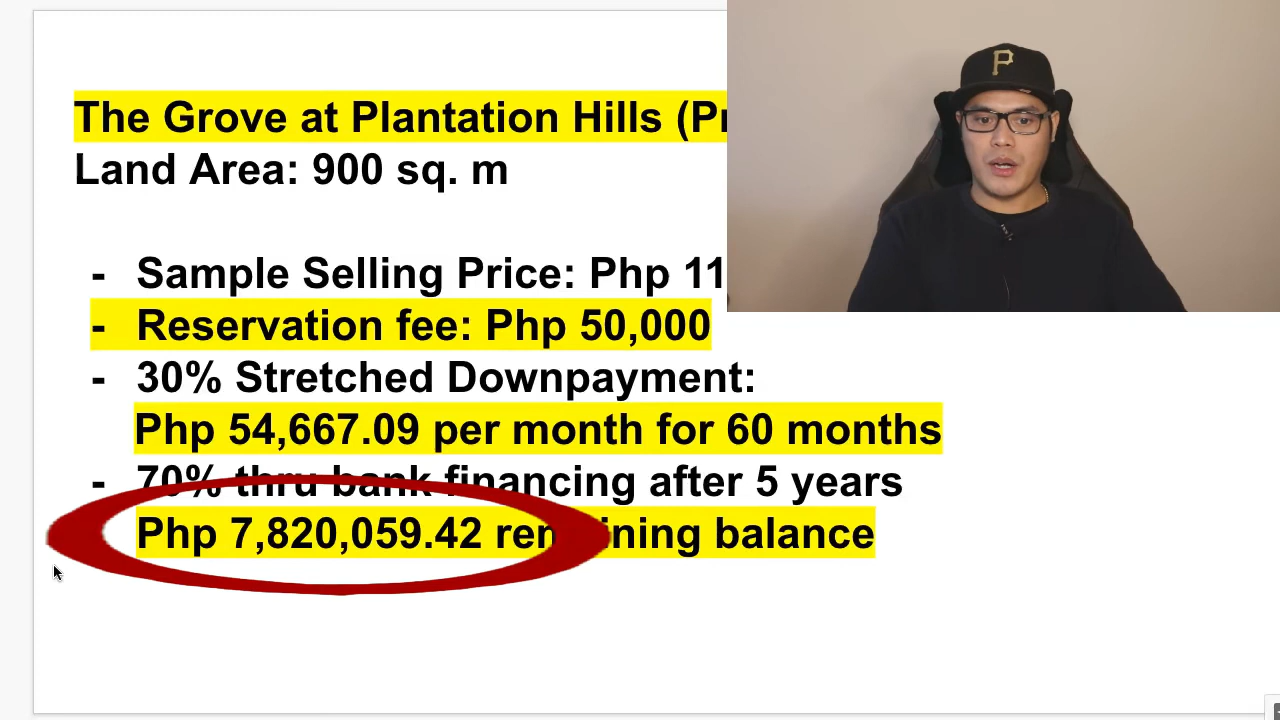 The Grove at Plantation Hills
Land Area: 900 sq. m
- Sample Selling Price: Php 11
- Reservation fee: Php 50,000
- 30% Stretched Downpayment:
Php 54,667.09 per month for 60 months
- 70% thru bank financing after 5 years
Php 7,820,059.42 remaining balance
P